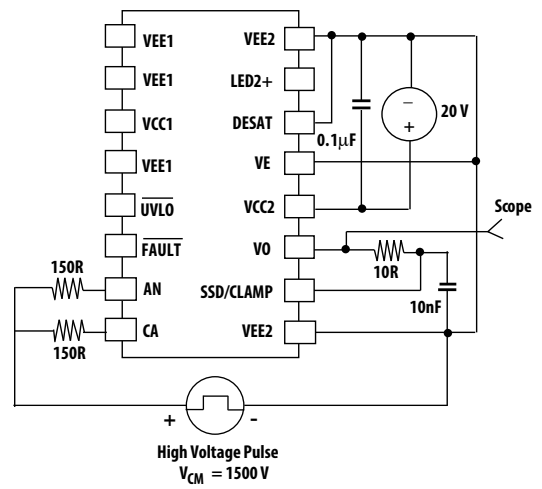 VEE1
VEE1
VCC1
VEE1
UVLO
FAULT
AN
CA
VEE2
LED2+
DESAT
VE
VCC2
VO
SSD/CLAMP
VEE2
0.1μF
−
+
20 V
Scope
10R
10nF
150R
150R
+
-
High Voltage Pulse
VCM = 1500 V